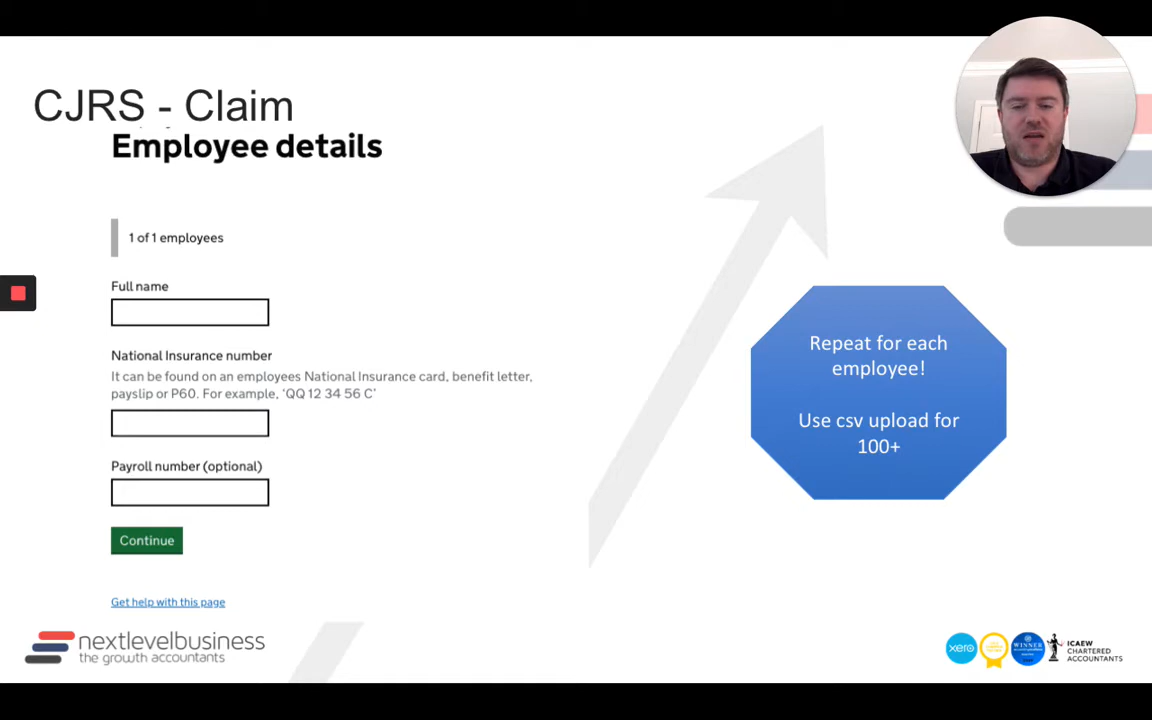 CJRS - Claim
Employee details
1 of 1 employees
Full name
National Insurance number
It can be found on an employees National Insurance card, benefit letter,
payslip or P60. For example, 'QQ 12 34 56 C'
Payroll number (optional)
Continue
Get help with this page
Repeat for each
employee!
Use csv upload for
100+
nextlevelbusiness
the growth accountants
xero
WINNER
ICAEW
CHARTERED
ACCOUNTANTS